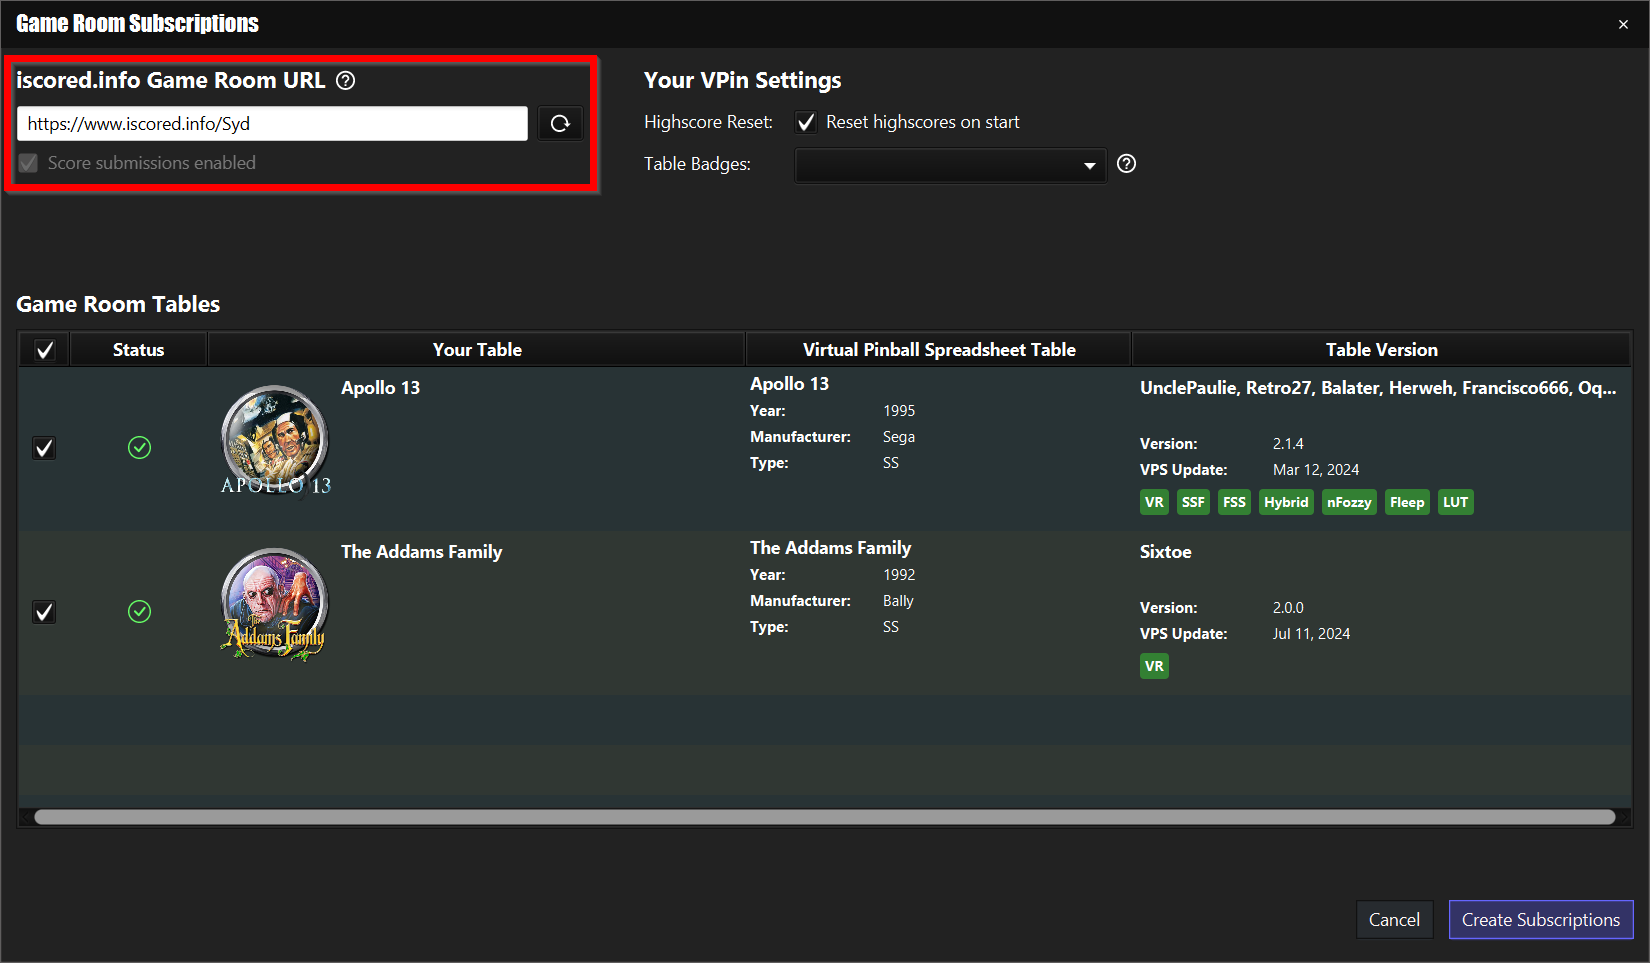 Game Room Subscriptions
iscored.info Game Room URL
https://www.iscored.info/Syd
Score submissions enabled
Your VPin Settings
Highscore Reset: Reset highscores on start
Table Badges:
Game Room Tables
Status Your Table Virtual Pinball Spreadsheet Table Table Version
APOLLO 13
Apollo 13
Apollo 13
Year: 1995
Manufacturer: Sega
Type: SS
UnclePaulie, Retro27, Balater, Herweh, Francisco666, Oq...
Version: 2.1.4
VPS Update: Mar 12, 2024
VR SSF FSS Hybrid nFozzy Fleep LUT
The Addams Family
The Addams Family
The Addams Family
Year: 1992
Manufacturer: Bally
Type: SS
Sixtoe
Version: 2.0.0
VPS Update: Jul 11, 2024
VR
Cancel Create Subscriptions